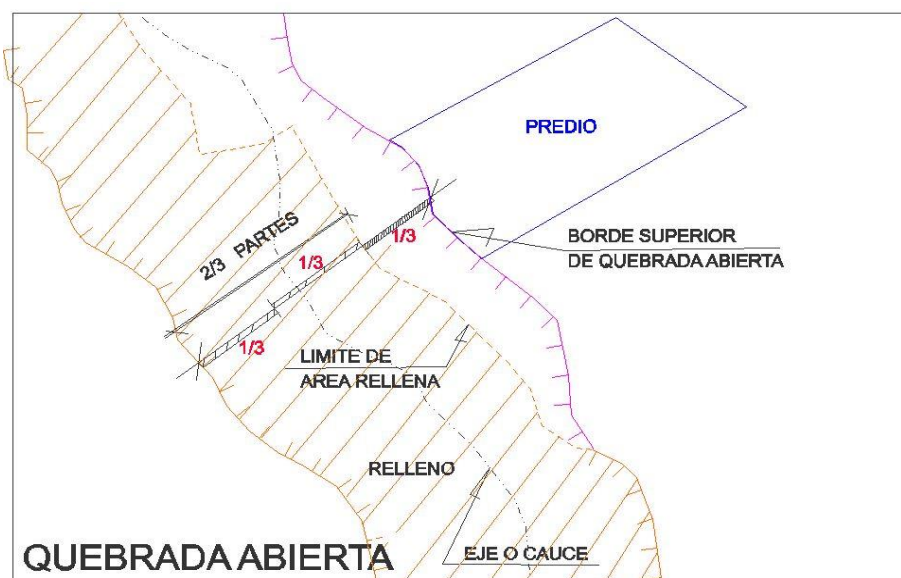 PREDIO
BORDE SUPERIOR
DE QUEBRADA ABIERTA
2/3 PARTES
1/3
1/3
1/3
LIMITE DE
AREA RELLENA
RELLENO
EJE O CAUCE
QUEBRADA ABIERTA